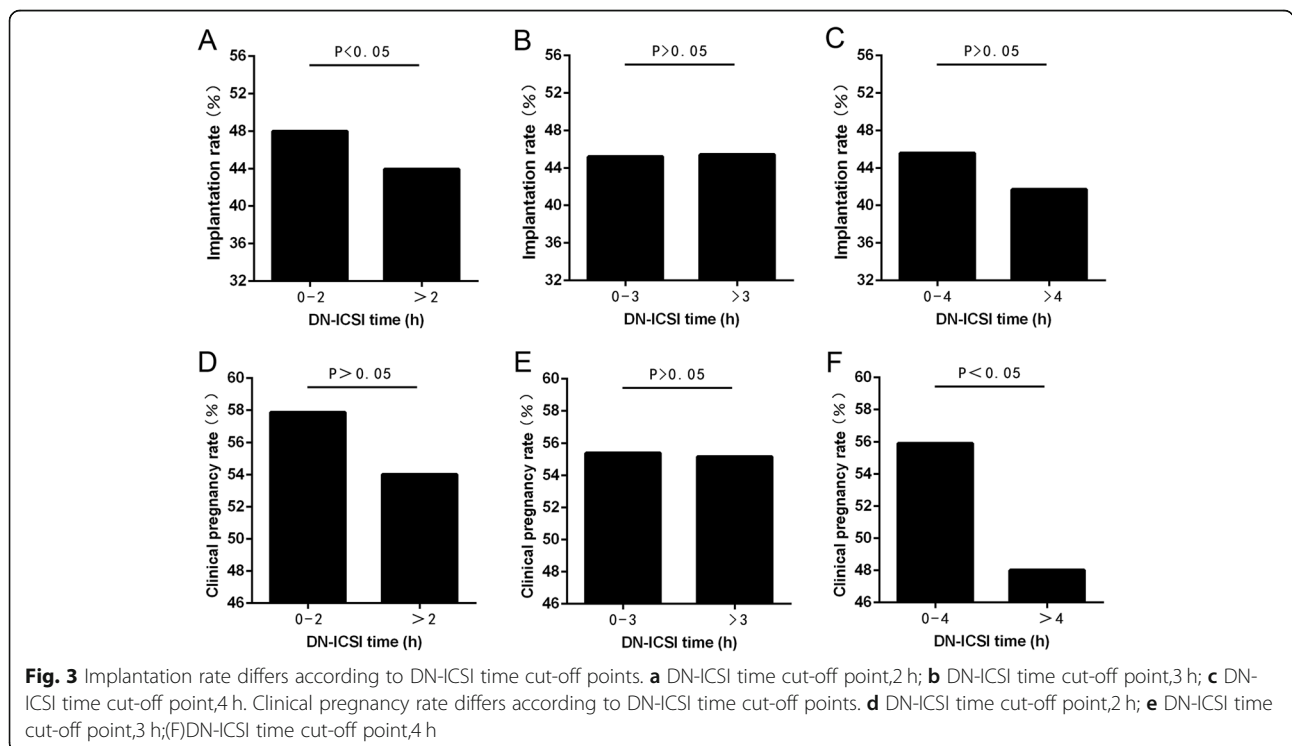 A
P<0.05
Implantation rate (%)
56
52
48
44
40
36
32
0-2
>2
DN-ICSI time (h)
B
P>0.05
Implantation rate (%)
56
52
48
44
40
36
32
0-3
>3
DN-ICSI time (h)
C
P>0.05
Implantation rate (%)
56
52
48
44
40
36
32
0-4
>4
DN-ICSI time (h)
D
P>0.05
Clinical pregnancy rate (%)
60
58
56
54
52
50
48
46
0-2
>2
DN-ICSI time (h)
E
P>0.05
Clinical pregnancy rate (%)
60
58
56
54
52
50
48
46
0-3
>3
DN-ICSI time (h)
F
P<0.05
Clinical pregnancy rate (%)
60
58
56
54
52
50
48
46
0-4
>4
DN-ICSI time (h)
Fig. 3 Implantation rate differs according to DN-ICSI time cut-off points. a DN-ICSI time cut-off point,2 h; b DN-ICSI time cut-off point,3 h; c DN-
ICSI time cut-off point,4 h. Clinical pregnancy rate differs according to DN-ICSI time cut-off points. d DN-ICSI time cut-off point,2 h; e DN-ICSI time
cut-off point,3 h;(F)DN-ICSI time cut-off point,4 h